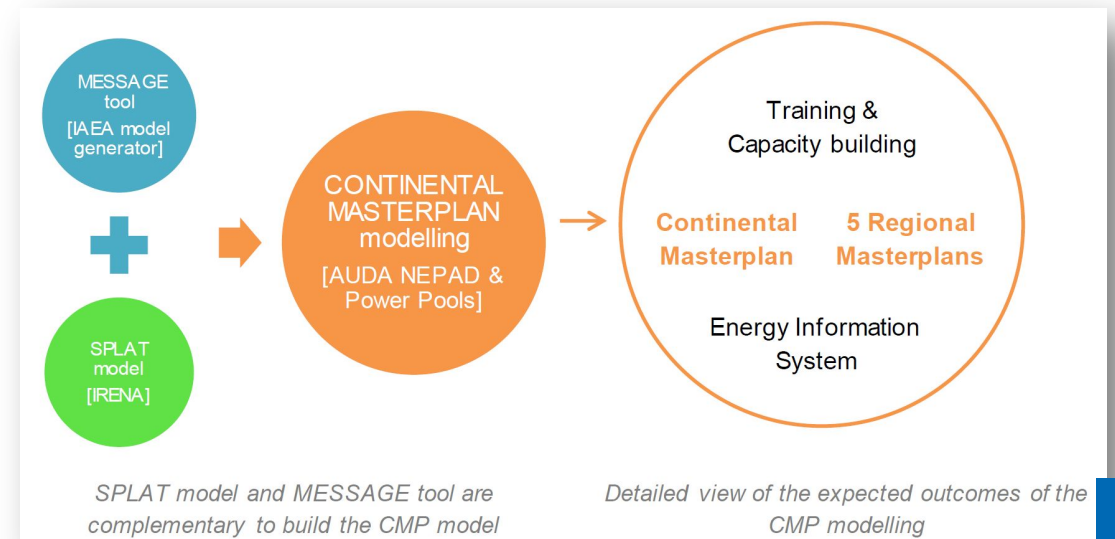 MESSAGE
tool
[IAEA model
generator]
SPLAT
model
[IRENA]
CONTINENTAL
MASTERPLAN
modelling
[AUDA NEPAD &
Power Pools]
Training &
Capacity building
Continental
Masterplan
5 Regional
Masterplans
Energy Information
System
SPLAT model and MESSAGE tool are
complementary to build the CMP model
Detailed view of the expected outcomes of the
CMP modelling